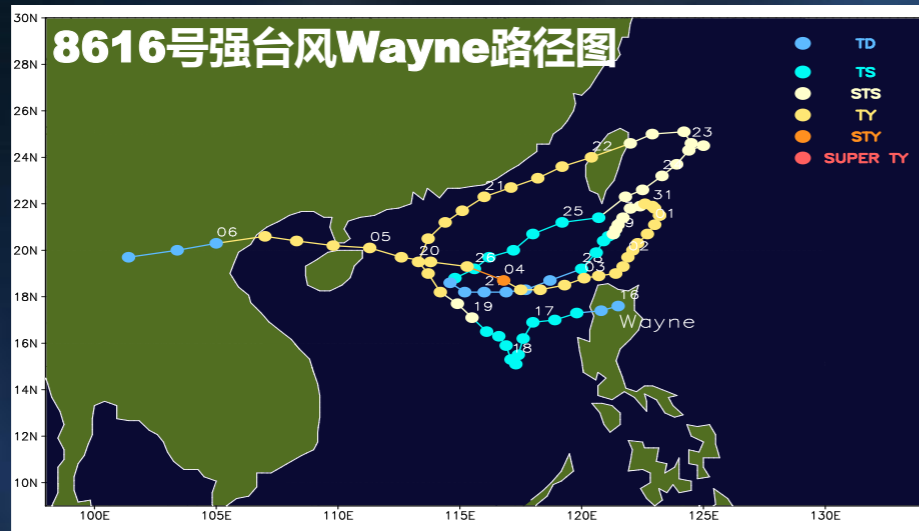 30N
8616号强台风Wayne路径图
28N
26N
24N
22N
20N
18N
16N
14N
12N
10N
TD
TS
STS
TY
STY
SUPER TY
23
22
21
25
31
06
05
20
04
03
02
19
16
17
18
Wayne
100E 105E 110E 115E 120E 125E 130E